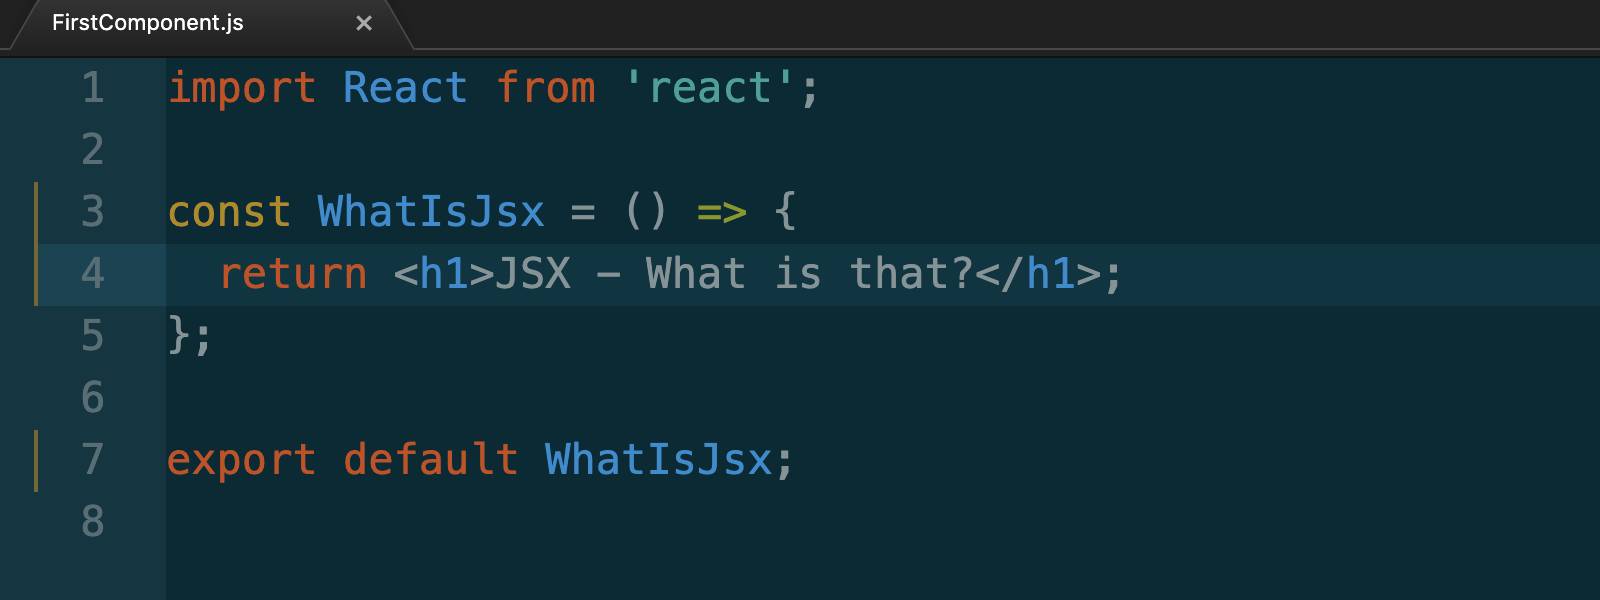 FirstComponent.js ×
1 import React from 'react';
2
3 const WhatIsJsx = () => {
4   return <h1>JSX – What is that?</h1>;
5 };
6
7 export default WhatIsJsx;
8